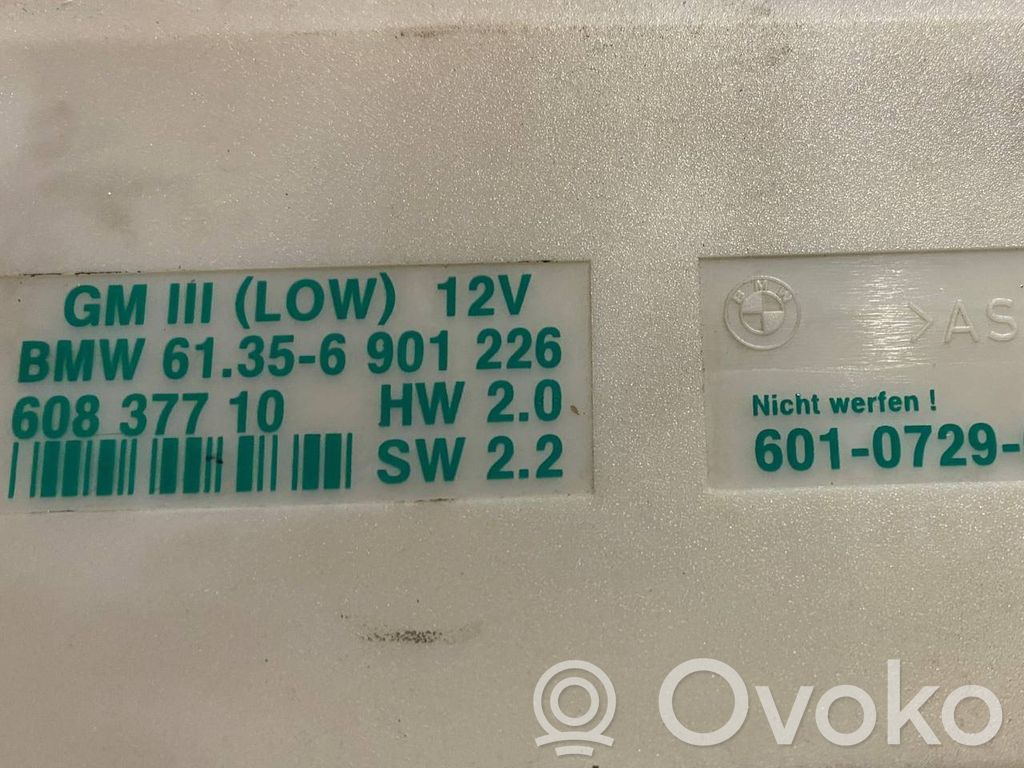 GM III (LOW) 12V
BMW 61.35-6 901 226
608 377 10 HW 2.0
SW 2.2
BMW
>AS
Nicht werfen !
601-0729-
Ovoko